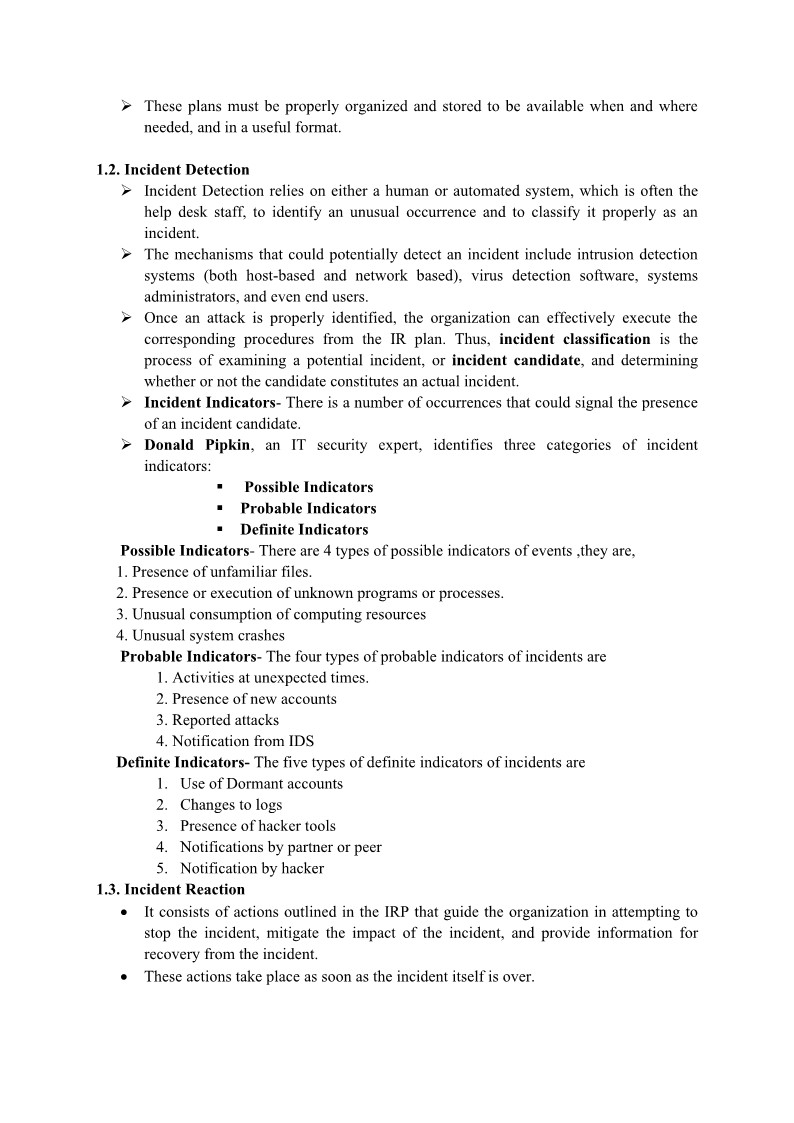 ➢ These plans must be properly organized and stored to be available when and where
needed, and in a useful format.
1.2. Incident Detection
➢ Incident Detection relies on either a human or automated system, which is often the
help desk staff, to identify an unusual occurrence and to classify it properly as an
incident.
➢ The mechanisms that could potentially detect an incident include intrusion detection
systems (both host-based and network based), virus detection software, systems
administrators, and even end users.
➢ Once an attack is properly identified, the organization can effectively execute the
corresponding procedures from the IR plan. Thus, incident classification is the
process of examining a potential incident, or incident candidate, and determining
whether or not the candidate constitutes an actual incident.
➢ Incident Indicators- There is a number of occurrences that could signal the presence
of an incident candidate.
➢ Donald Pipkin, an IT security expert, identifies three categories of incident
indicators:
▪ Possible Indicators
▪ Probable Indicators
▪ Definite Indicators
Possible Indicators- There are 4 types of possible indicators of events ,they are,
1. Presence of unfamiliar files.
2. Presence or execution of unknown programs or processes.
3. Unusual consumption of computing resources
4. Unusual system crashes
Probable Indicators- The four types of probable indicators of incidents are
1. Activities at unexpected times.
2. Presence of new accounts
3. Reported attacks
4. Notification from IDS
Definite Indicators- The five types of definite indicators of incidents are
1. Use of Dormant accounts
2. Changes to logs
3. Presence of hacker tools
4. Notifications by partner or peer
5. Notification by hacker
1.3. Incident Reaction
• It consists of actions outlined in the IRP that guide the organization in attempting to
stop the incident, mitigate the impact of the incident, and provide information for
recovery from the incident.
• These actions take place as soon as the incident itself is over.